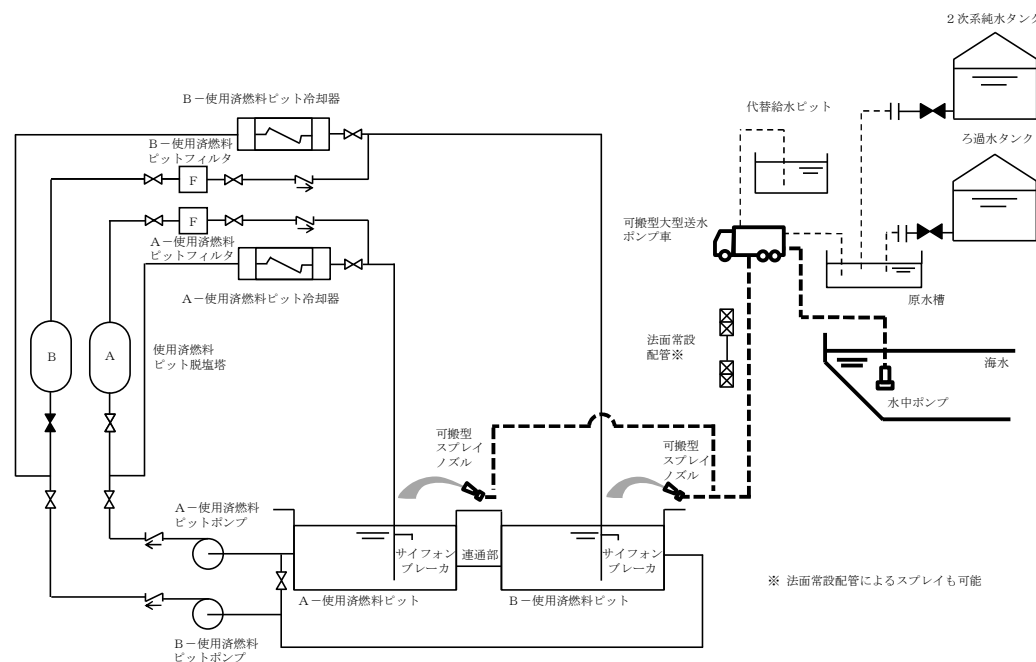 ２次系純水タンク
Ｂ－使用済燃料ピット冷却器
代替給水ピット
Ｂ－使用済燃料
ピットフィルタ
F
ろ過水タンク
F
Ａ－使用済燃料
ピットフィルタ
可搬型大型送水
ポンプ車
Ａ－使用済燃料ピット冷却器
原水槽
B
A
使用済燃料
ピット脱塩塔
法面常設
配管※
海水
水中ポンプ
可搬型
スプレイ
ノズル
可搬型
スプレイ
ノズル
Ａ－使用済燃料
ピットポンプ
サイフォン
ブレーカ
連通部
サイフォン
ブレーカ
※ 法面常設配管によるスプレイも可能
Ａ－使用済燃料ピット
Ｂ－使用済燃料ピット
Ｂ－使用済燃料
ピットポンプ